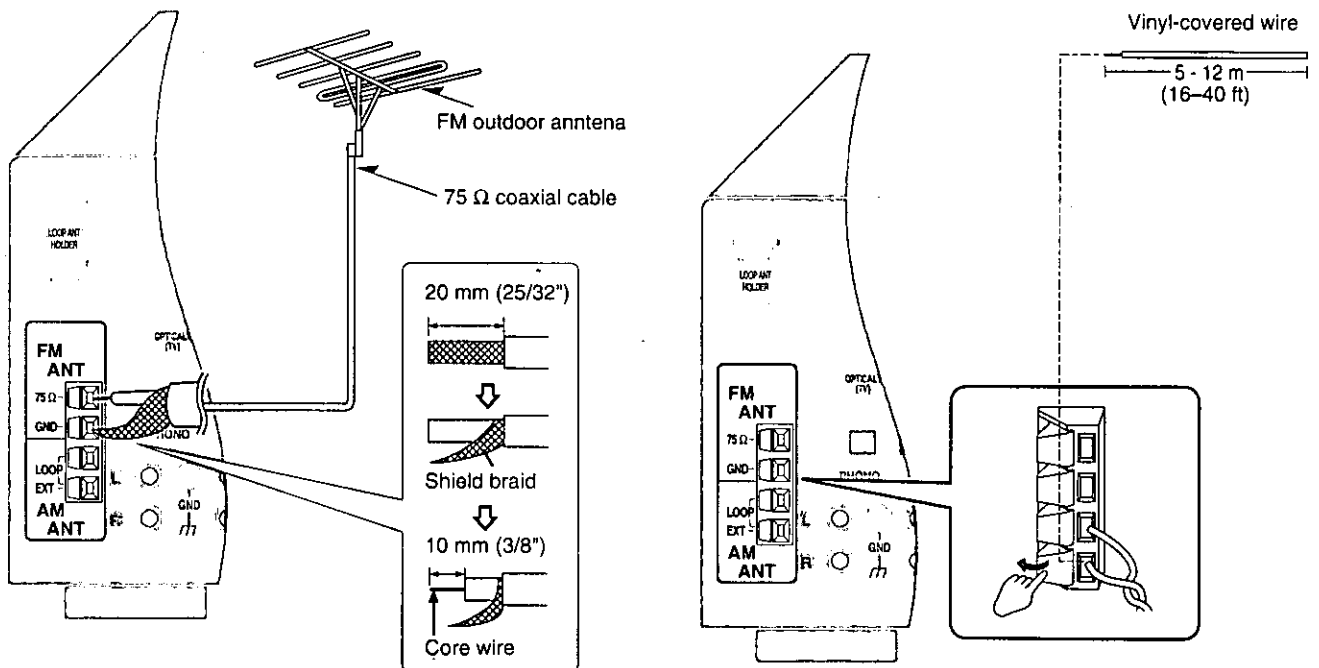 FM outdoor anntena
75 Ω coaxial cable
LOOP ANT
HOLDER
20 mm (25/32")
Shield braid
10 mm (3/8")
Core wire
OPTICAL
(TV)
FM
ANT
75 Ω
GND
LOOP
EXT
AM
ANT
L
R
GND
Vinyl-covered wire
5 - 12 m
(16–40 ft)
LOOP ANT
HOLDER
OPTICAL
(TV)
FM
ANT
75 Ω
GND
LOOP
EXT
AM
ANT
L
R
GND